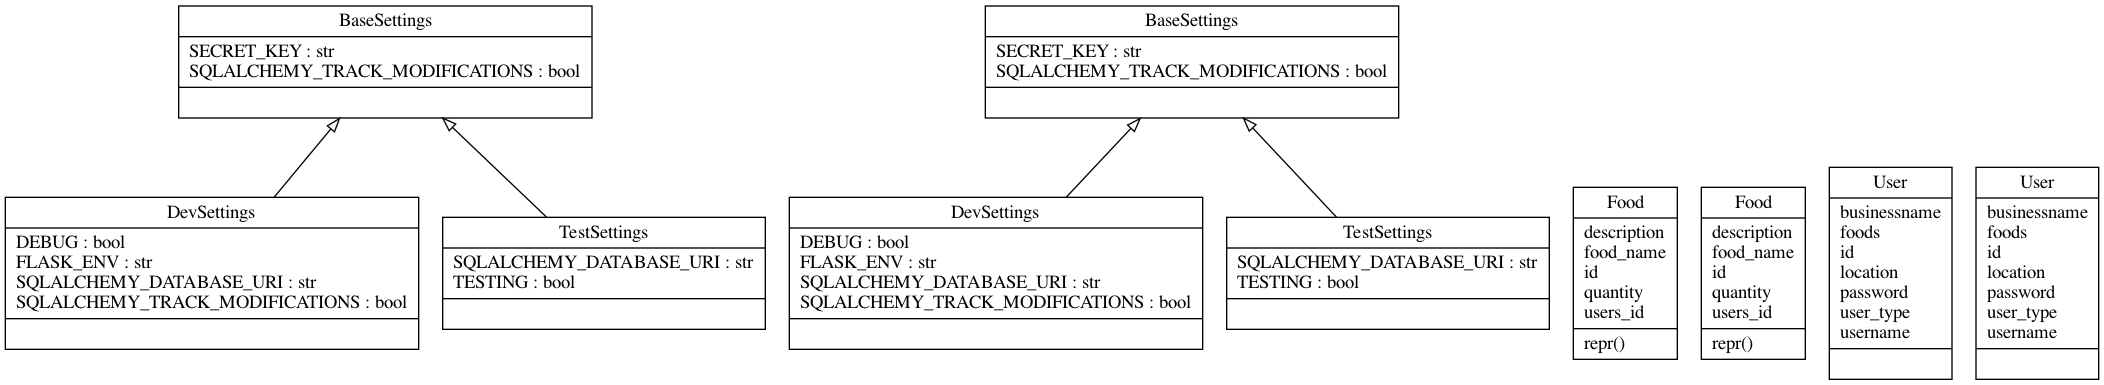 BaseSettings
SECRET_KEY : str
SQLALCHEMY_TRACK_MODIFICATIONS : bool
BaseSettings
SECRET_KEY : str
SQLALCHEMY_TRACK_MODIFICATIONS : bool
DevSettings
DEBUG : bool
FLASK_ENV : str
SQLALCHEMY_DATABASE_URI : str
SQLALCHEMY_TRACK_MODIFICATIONS : bool
TestSettings
SQLALCHEMY_DATABASE_URI : str
TESTING : bool
DevSettings
DEBUG : bool
FLASK_ENV : str
SQLALCHEMY_DATABASE_URI : str
SQLALCHEMY_TRACK_MODIFICATIONS : bool
TestSettings
SQLALCHEMY_DATABASE_URI : str
TESTING : bool
Food
description
food_name
id
quantity
users_id
repr()
Food
description
food_name
id
quantity
users_id
repr()
User
businessname
foods
id
location
password
user_type
username
User
businessname
foods
id
location
password
user_type
username